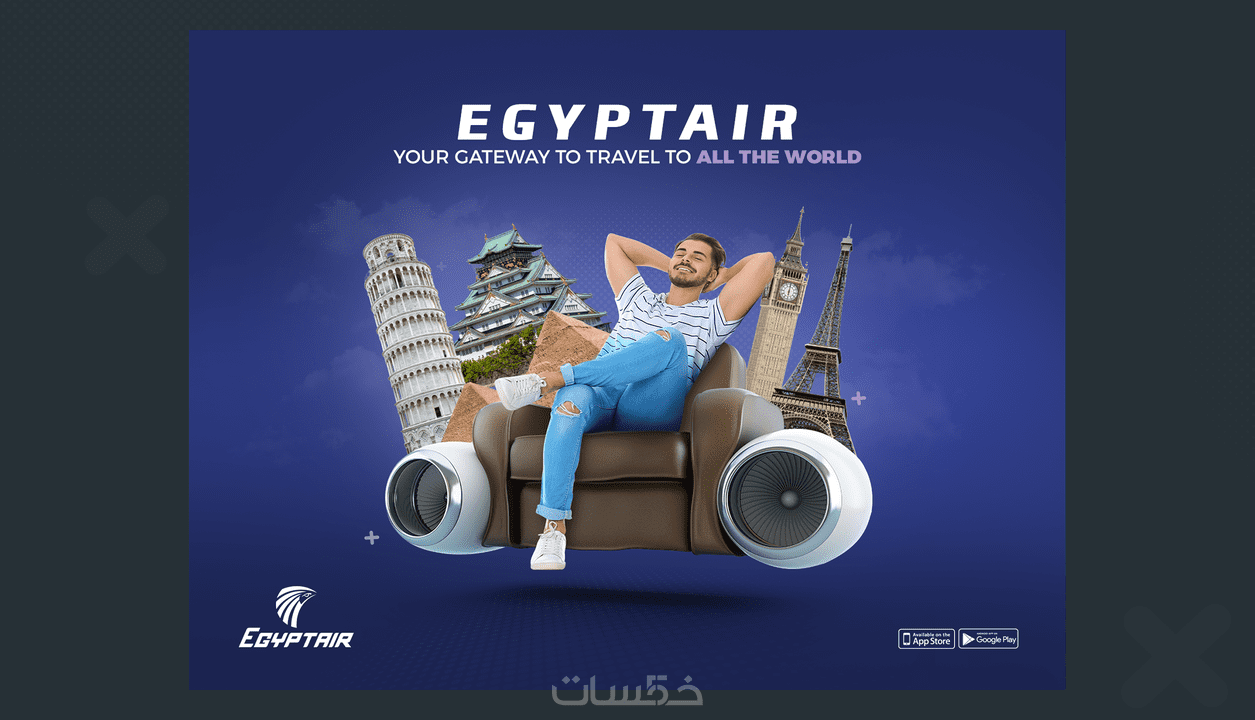 EGYPTAIR
YOUR GATEWAY TO TRAVEL TO ALL THE WORLD
EGYPTAIR
Available on the
App Store
Google Play
خمسات